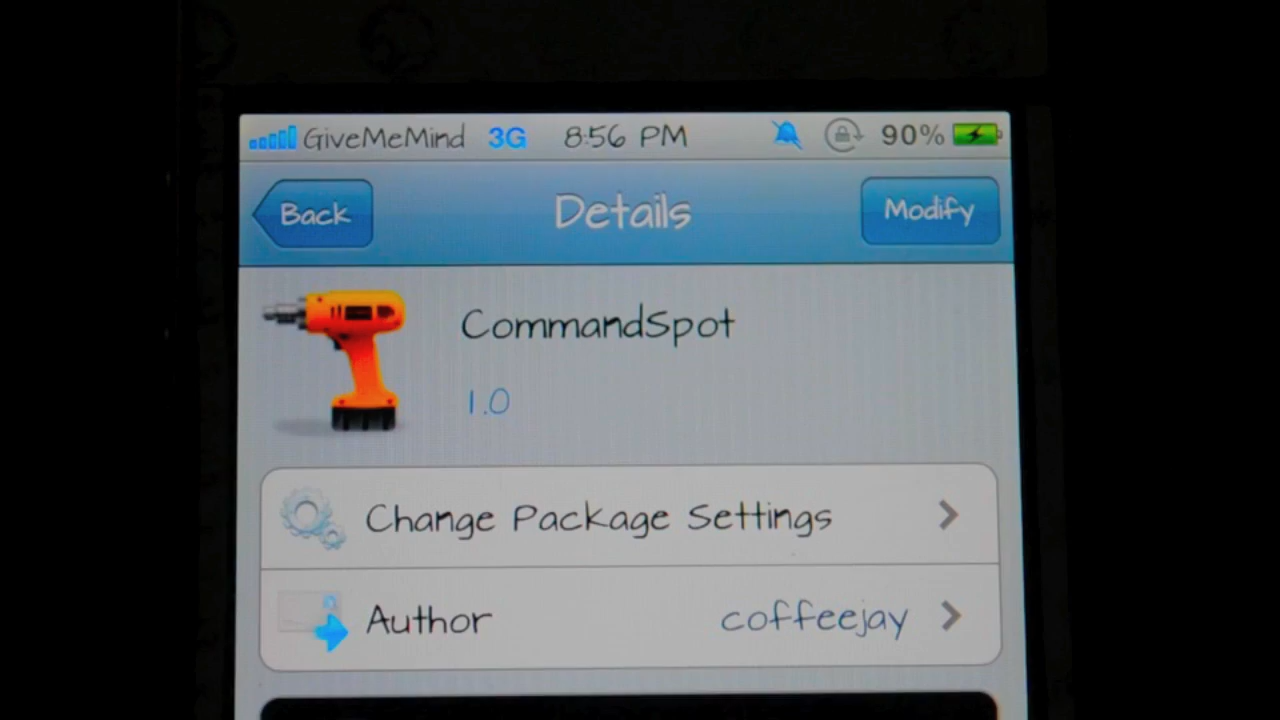 GiveMeMind 3G 8:56 PM 90%
Back Details Modify
CommandSpot
1.0
Change Package Settings
Author coffeejay